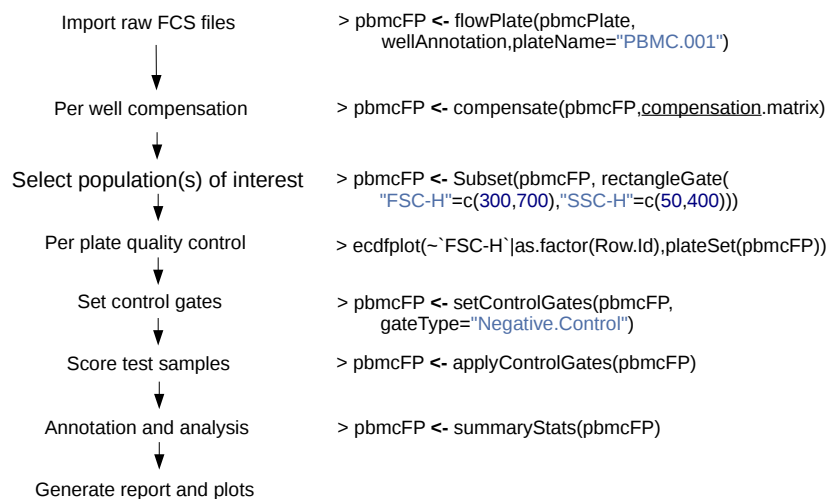 Import raw FCS files
> pbmcFP <- flowPlate(pbmcPlate,
wellAnnotation,plateName="PBMC.001")
Per well compensation
> pbmcFP <- compensate(pbmcFP,compensation.matrix)
Select population(s) of interest
> pbmcFP <- Subset(pbmcFP, rectangleGate(
"FSC-H"=c(300,700),"SSC-H"=c(50,400)))
Per plate quality control
> ecdfplot(~`FSC-H`|as.factor(Row.Id),plateSet(pbmcFP))
Set control gates
> pbmcFP <- setControlGates(pbmcFP,
gateType="Negative.Control")
Score test samples
> pbmcFP <- applyControlGates(pbmcFP)
Annotation and analysis
> pbmcFP <- summaryStats(pbmcFP)
Generate report and plots